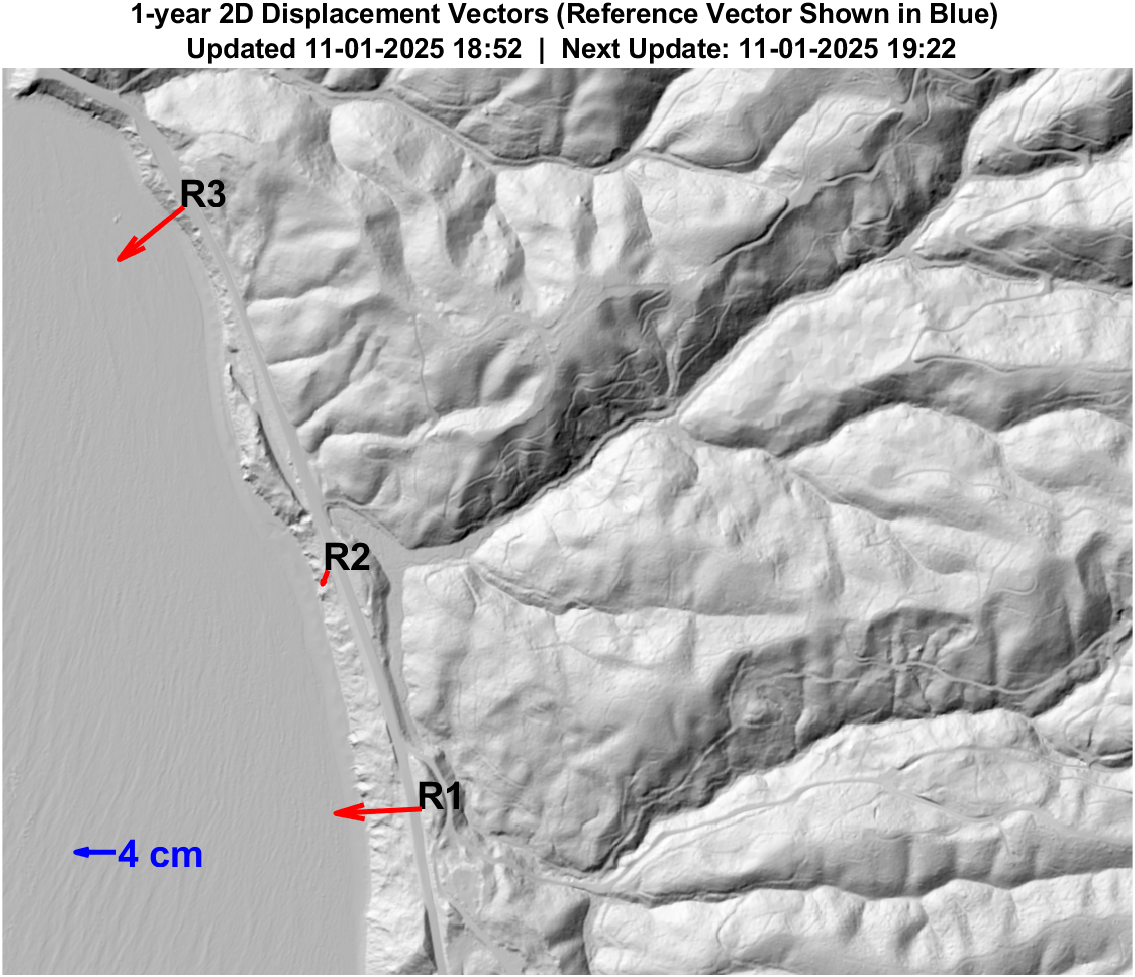 1-year 2D Displacement Vectors (Reference Vector Shown in Blue)
Updated 11-01-2025 18:52 | Next Update: 11-01-2025 19:22
R3
R2
R1
4 cm